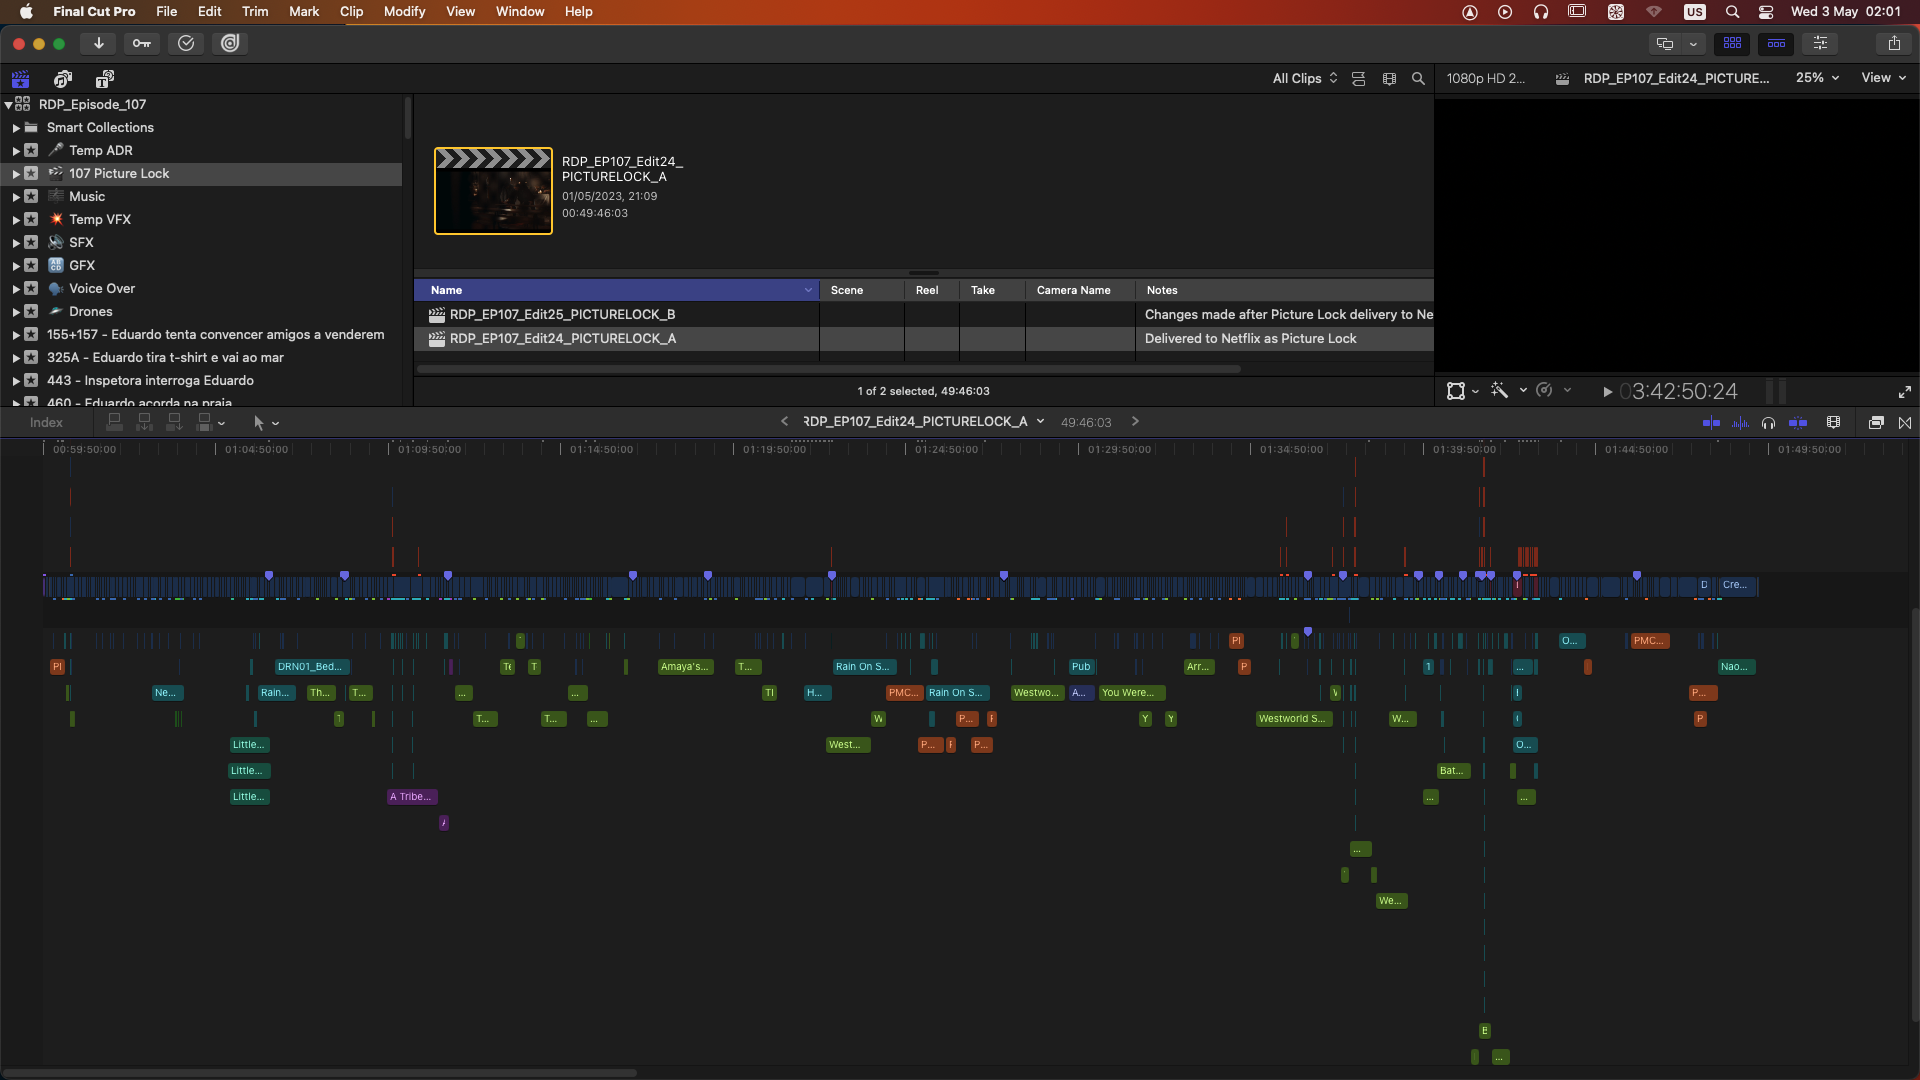 Final Cut Pro File Edit Trim Mark Clip Modify View Window Help US Wed 3 May 02:01
All Clips 1080p HD 2... RDP_EP107_Edit24_PICTURE... 25% View
RDP_Episode_107
Smart Collections
Temp ADR
107 Picture Lock
Music
Temp VFX
SFX
GFX
Voice Over
Drones
155+157 - Eduardo tenta convencer amigos a venderem
325A - Eduardo tira t-shirt e vai ao mar
443 - Inspetora interroga Eduardo
460 - Eduardo acorda na praia
RDP_EP107_Edit24_
PICTURELOCK_A
01/05/2023, 21:09
00:49:46:03
Name Scene Reel Take Camera Name Notes
RDP_EP107_Edit25_PICTURELOCK_B Changes made after Picture Lock delivery to Ne
RDP_EP107_Edit24_PICTURELOCK_A Delivered to Netflix as Picture Lock
1 of 2 selected, 49:46:03
03:42:50:24
Index RDP_EP107_Edit24_PICTURELOCK_A 49:46:03
00:59:50:00 01:04:50:00 01:09:50:00 01:14:50:00 01:19:50:00 01:24:50:00 01:29:50:00 01:34:50:00 01:39:50:00 01:44:50:00 01:49:50:00
D Cre...
Pl O... PMC...
Pl DRN01_Bed... Te T Amaya's... T... Rain On S... Pub Arr... P 1 ... Nao...
Ne... Rain... Th... T... ... ... Tl H... PMC... Rain On S... Westwo... A... You Were... P...
T T... T... ... W P... Y Y Westworld S... W... P
Little... West... P... P... O...
Little... Bat...
Little... A Tribe... ... ...
...
We...
B
...